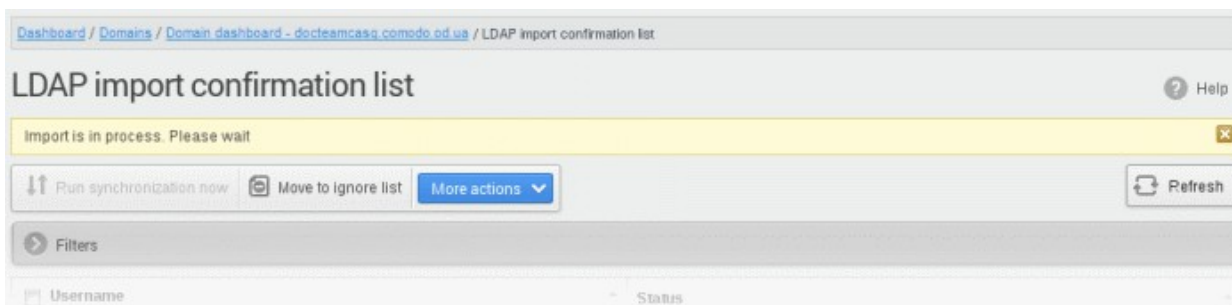 Dashboard / Domains / Domain dashboard - docteamcasg.comodo.od.ua / LDAP import confirmation list
LDAP import confirmation list
Help
Import is in process. Please wait
Run synchronization now Move to ignore list More actions Refresh
Filters
Username Status